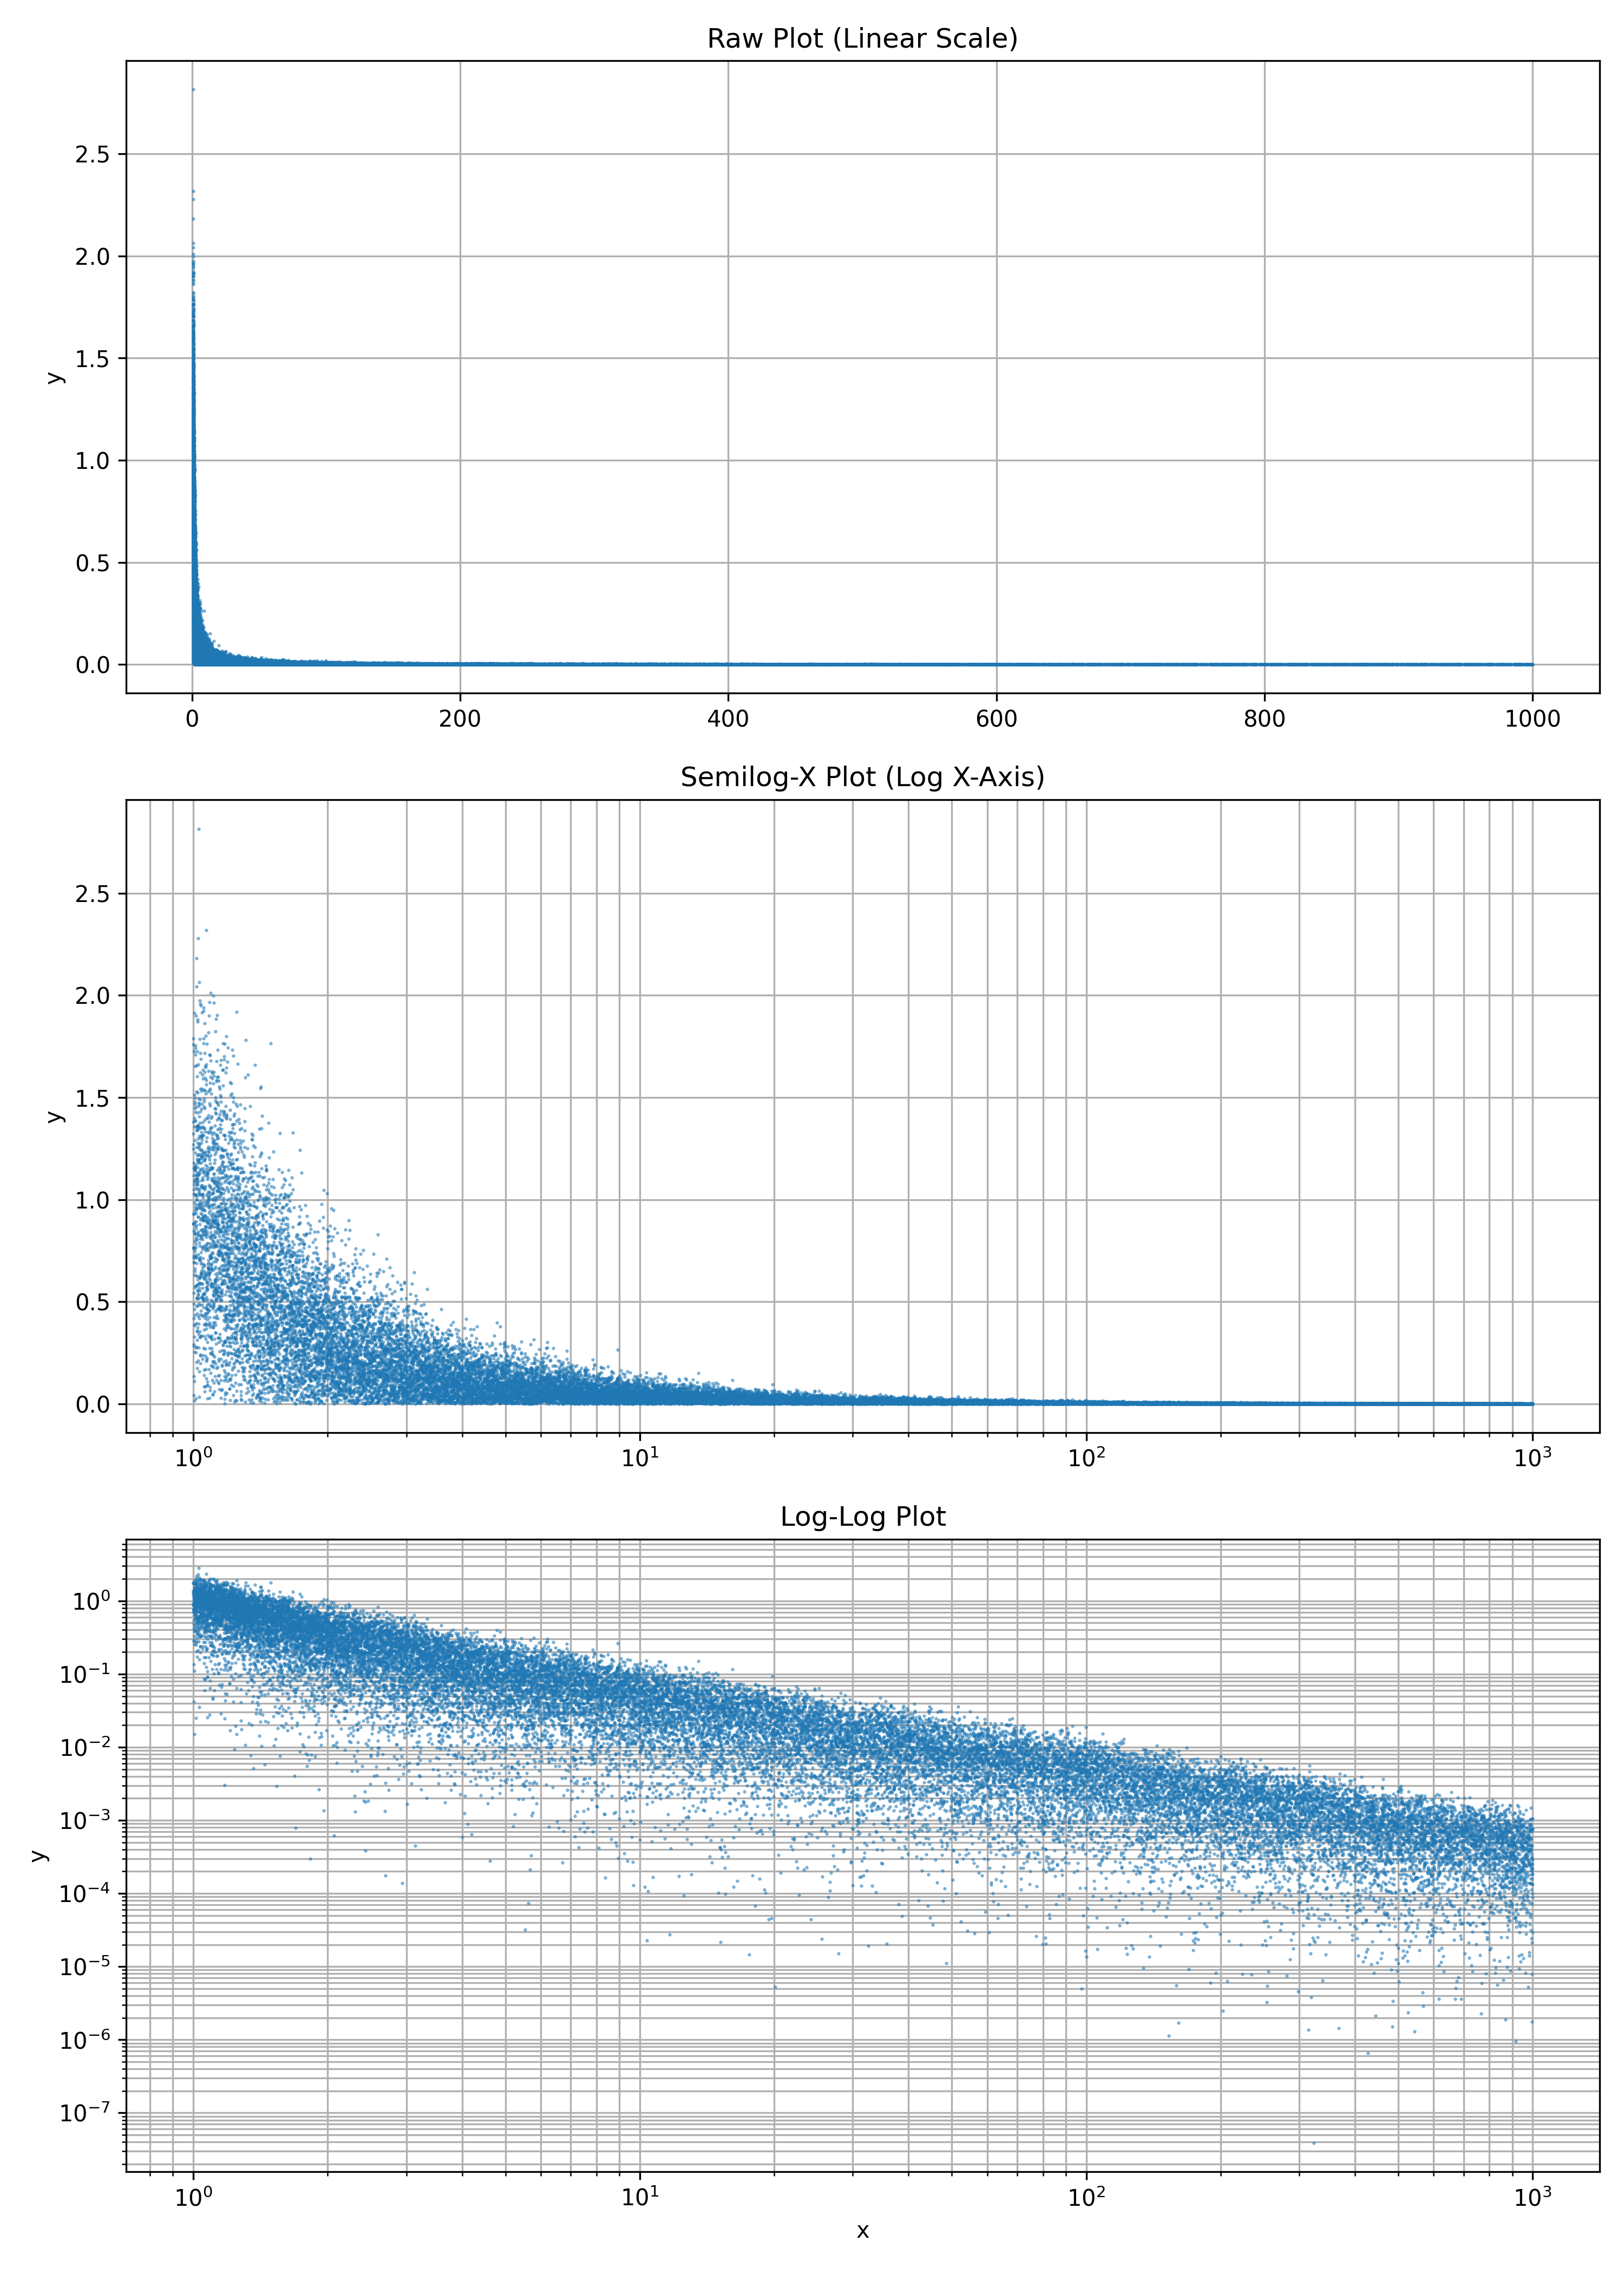 Raw Plot (Linear Scale)
2.5
2.0
1.5
y
1.0
0.5
0.0
0 200 400 600 800 1000
Semilog-X Plot (Log X-Axis)
2.5
2.0
1.5
y
1.0
0.5
0.0
10⁰ 10¹ 10² 10³
Log-Log Plot
10⁰
10⁻¹
10⁻²
10⁻³
y
10⁻⁴
10⁻⁵
10⁻⁶
10⁻⁷
10⁰ 10¹ 10² 10³
x